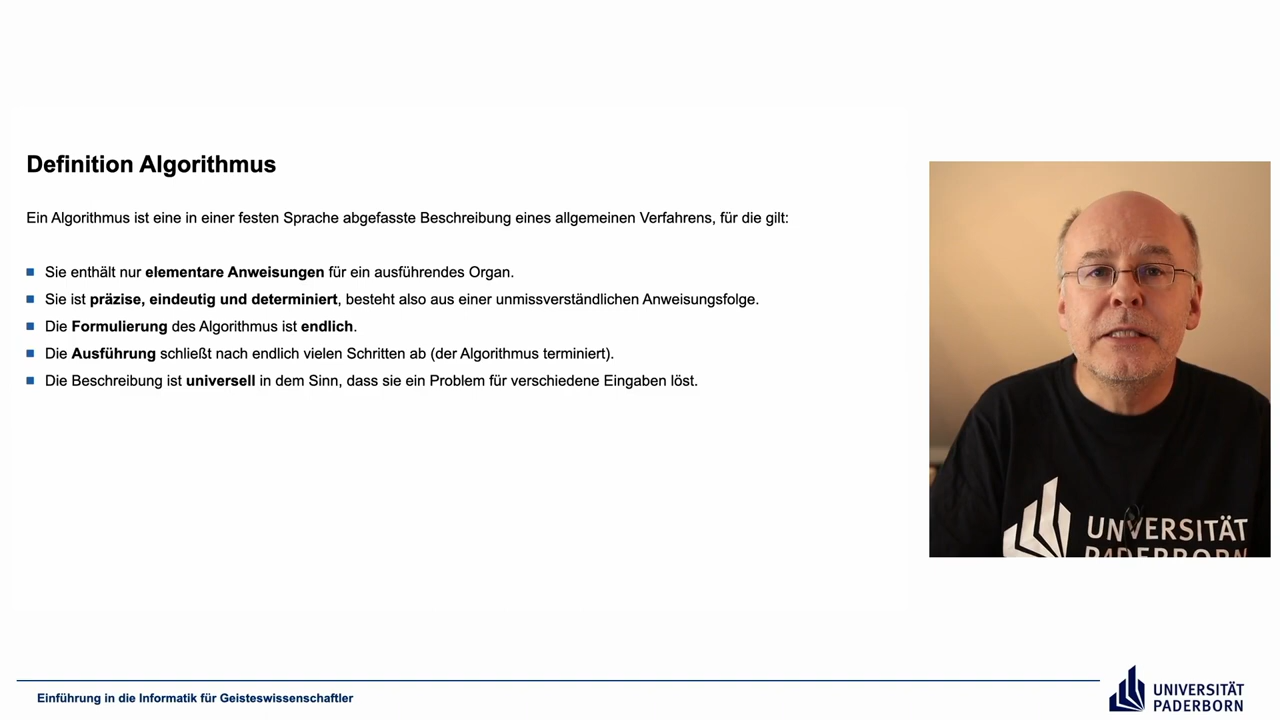 Definition Algorithmus
Ein Algorithmus ist eine in einer festen Sprache abgefasste Beschreibung eines allgemeinen Verfahrens, für die gilt:
Sie enthält nur elementare Anweisungen für ein ausführendes Organ.
Sie ist präzise, eindeutig und determiniert, besteht also aus einer unmissverständlichen Anweisungsfolge.
Die Formulierung des Algorithmus ist endlich.
Die Ausführung schließt nach endlich vielen Schritten ab (der Algorithmus terminiert).
Die Beschreibung ist universell in dem Sinn, dass sie ein Problem für verschiedene Eingaben löst.
UNIVERSITÄT
PADERBORN
Einführung in die Informatik für Geisteswissenschaftler
UNIVERSITÄT
PADERBORN